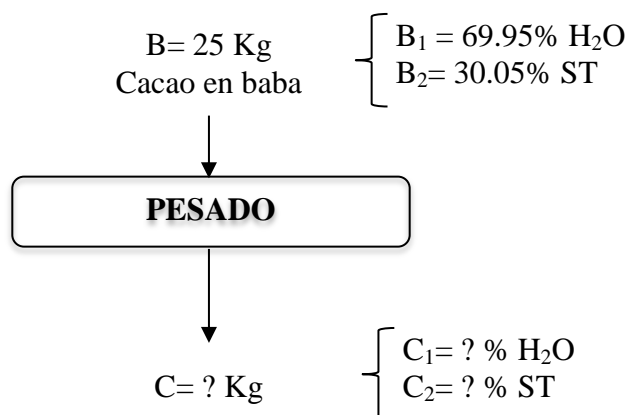 B= 25 Kg
Cacao en baba
B₁ = 69.95% H₂O
B₂= 30.05% ST
PESADO
C= ? Kg
C₁= ? % H₂O
C₂= ? % ST